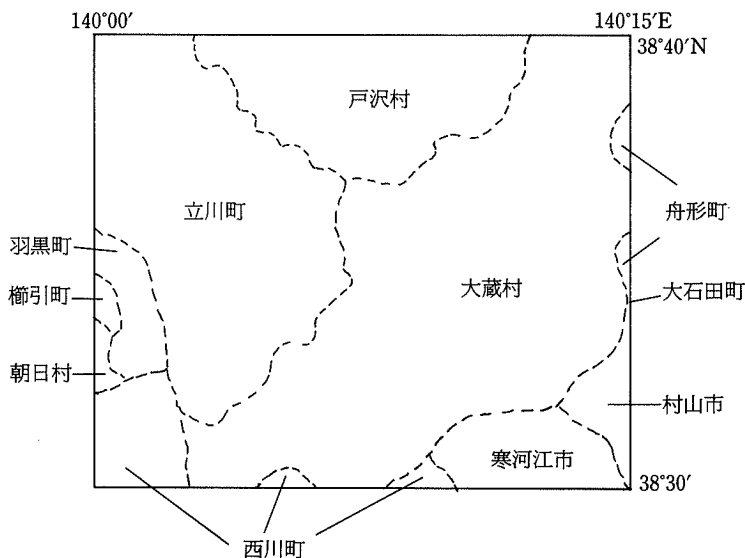 140°00′
140°15′E
38°40′N
戸沢村
立川町
舟形町
羽黒町
大蔵村
櫛引町
大石田町
朝日村
村山市
寒河江市
38°30′
西川町